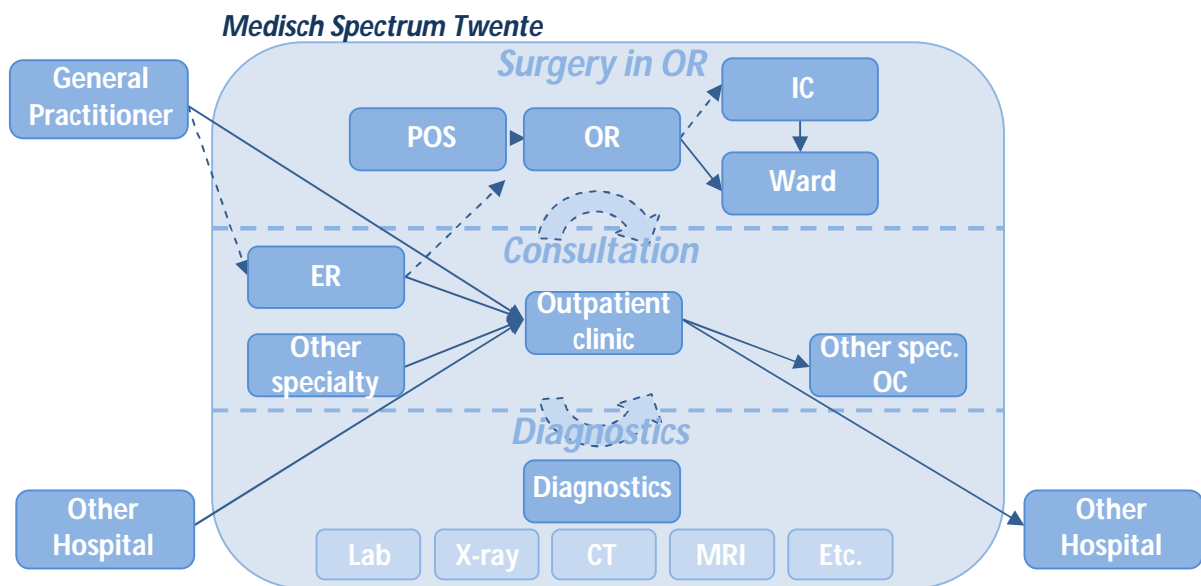 Medisch Spectrum Twente
Surgery in OR
General
Practitioner
IC
POS
OR
Ward
Consultation
ER
Outpatient
clinic
Other
specialty
Other spec.
OC
Diagnostics
Diagnostics
Other
Hospital
Other
Hospital
Lab
X-ray
CT
MRI
Etc.